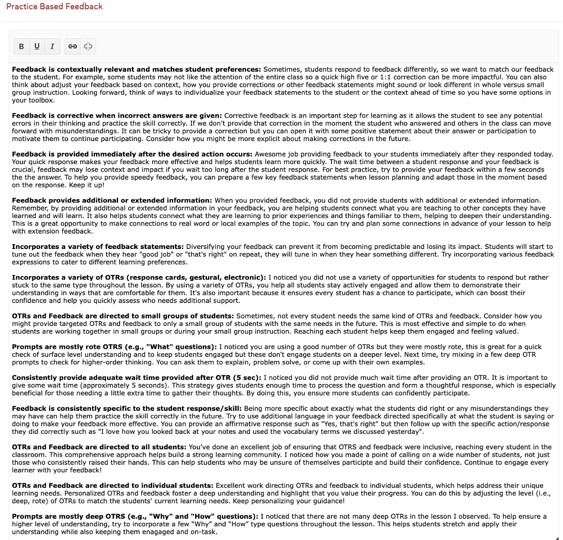 Practice Based Feedback
B U I
Feedback is contextually relevant and matches student preferences: Sometimes, students respond to feedback differently, so we want to match our feedback
to the student. For example, some students may not like the attention of the entire class so a quick high five or 1:1 correction can be more impactful. You can also
think about adjust your feedback based on context, how you provide corrections or other feedback statements might sound or look different in whole versus small
group instruction. Looking forward, think of ways to individualize your feedback statements to the student or the context ahead of time so you have some options in
your toolbox.
Feedback is corrective when incorrect answers are given: Corrective feedback is an important step for learning as it allows the student to see any potential
errors in their thinking and practice the skill correctly. If we don't provide that correction in the moment the student who answered and others in the class can move
forward with misunderstandings. It can be tricky to provide a correction but you can open it with some positive statement about their answer or participation to
motivate them to continue participating. Consider how you might be more explicit about making corrections in the future.
Feedback is provided immediately after the desired action occurs: Awesome job providing feedback to your students immediately after they responded today.
Your quick response makes your feedback more effective and helps students learn more quickly. The wait time between a student response and your feedback is
crucial, feedback may lose context and impact if you wait too long after the student response. For best practice, try to provide your feedback within a few seconds
the the answer. To help you provide speedy feedback, you can prepare a few key feedback statements when lesson planning and adapt those in the moment based
on the response. Keep it up!
Feedback provides additional or extended information: When you provided feedback, you did not provide students with additional or extended information.
Remember, by providing additional or extended information in your feedback, you are helping students connect what you are teaching to other concepts they have
learned and will learn. It also helps students connect what they are learning to prior experiences and things familiar to them, helping to deepen their understanding.
This is a great opportunity to make connections to real word or local examples of the topic. You can try and plan some connections in advance of your lesson to help
with extension feedback.
Incorporates a variety of feedback statements: Diversifying your feedback can prevent it from becoming predictable and losing its impact. Students will start to
tune out the feedback when they hear "good job" or "that's right" on repeat, they will tune in when they hear something different. Try incorporating various feedback
expressions to cater to different learning preferences.
Incorporates a variety of OTRs (response cards, gestural, electronic): I noticed you did not use a variety of opportunities for students to respond but rather
stuck to the same type throughout the lesson. By using a variety of OTRs, you help all students stay actively engaged and allow them to demonstrate their
understanding in ways that are comfortable for them. It's also important because it ensures every student has a chance to participate, which can boost their
confidence and help you quickly assess who needs additional support.
OTRs and Feedback are directed to small groups of students: Sometimes, not every student needs the same kind of OTRs and feedback. Consider how you
might provide targeted OTRs and feedback to only a small group of students with the same needs in the future. This is most effective and simple to do when
students are working together in small groups or during your small group instruction. Reaching each student helps keep them engaged and feeling valued.
Prompts are mostly rote OTRS (e.g., "What" questions): I noticed you are using a good number of OTRs but they were mostly rote, this is great for a quick
check of surface level understanding and to keep students engaged but these don't engage students on a deeper level. Next time, try mixing in a few deep OTR
prompts to check for higher-order thinking. You can ask them to explain, problem solve, or come up with their own examples.
Consistently provide adequate wait time provided after OTR (5 sec): I noticed you did not provide much wait time after providing an OTR. It is important to
give some wait time (approximately 5 seconds). This strategy gives students enough time to process the question and form a thoughtful response, which is especially
beneficial for those needing a little extra time to gather their thoughts. By doing this, you ensure more students can confidently participate.
Feedback is consistently specific to the student response/skill: Being more specific about exactly what the students did right or any misunderstandings they
may have can help them practice the skill correctly in the future. Try to use additional language in your feedback directed specifically at what the student is saying or
doing to make your feedback more effective. You can provide an affirmative response such as "Yes, that's right" but then follow up with the specific action/response
they did correctly such as "I love how you looked back at your notes and used the vocabulary terms we discussed yesterday".
OTRs and Feedback are directed to all students: You've done an excellent job of ensuring that OTRS and feedback were inclusive, reaching every student in the
classroom. This comprehensive approach helps build a strong learning community. I noticed how you made a point of calling on a wide number of students, not just
those who consistently raised their hands. This can help students who may be unsure of themselves participate and build their confidence. Continue to engage every
learner with your feedback!
OTRs and Feedback are directed to individual students: Excellent work directing OTRs and feedback to individual students, which helps address their unique
learning needs. Personalized OTRs and feedback foster a deep understanding and highlight that you value their progress. You can do this by adjusting the level (i.e.,
deep, rote) of OTRs to match the students' current learning needs. Keep personalizing your guidance!
Prompts are mostly deep OTRS (e.g., "Why" and "How" questions): I noticed that there are not many deep OTRs in the lesson I observed. To help ensure a
higher level of understanding, try to incorporate a few "Why" and "How" type questions throughout the lesson. This helps students stretch and apply their
understanding while also keeping them enagaged and on-task.